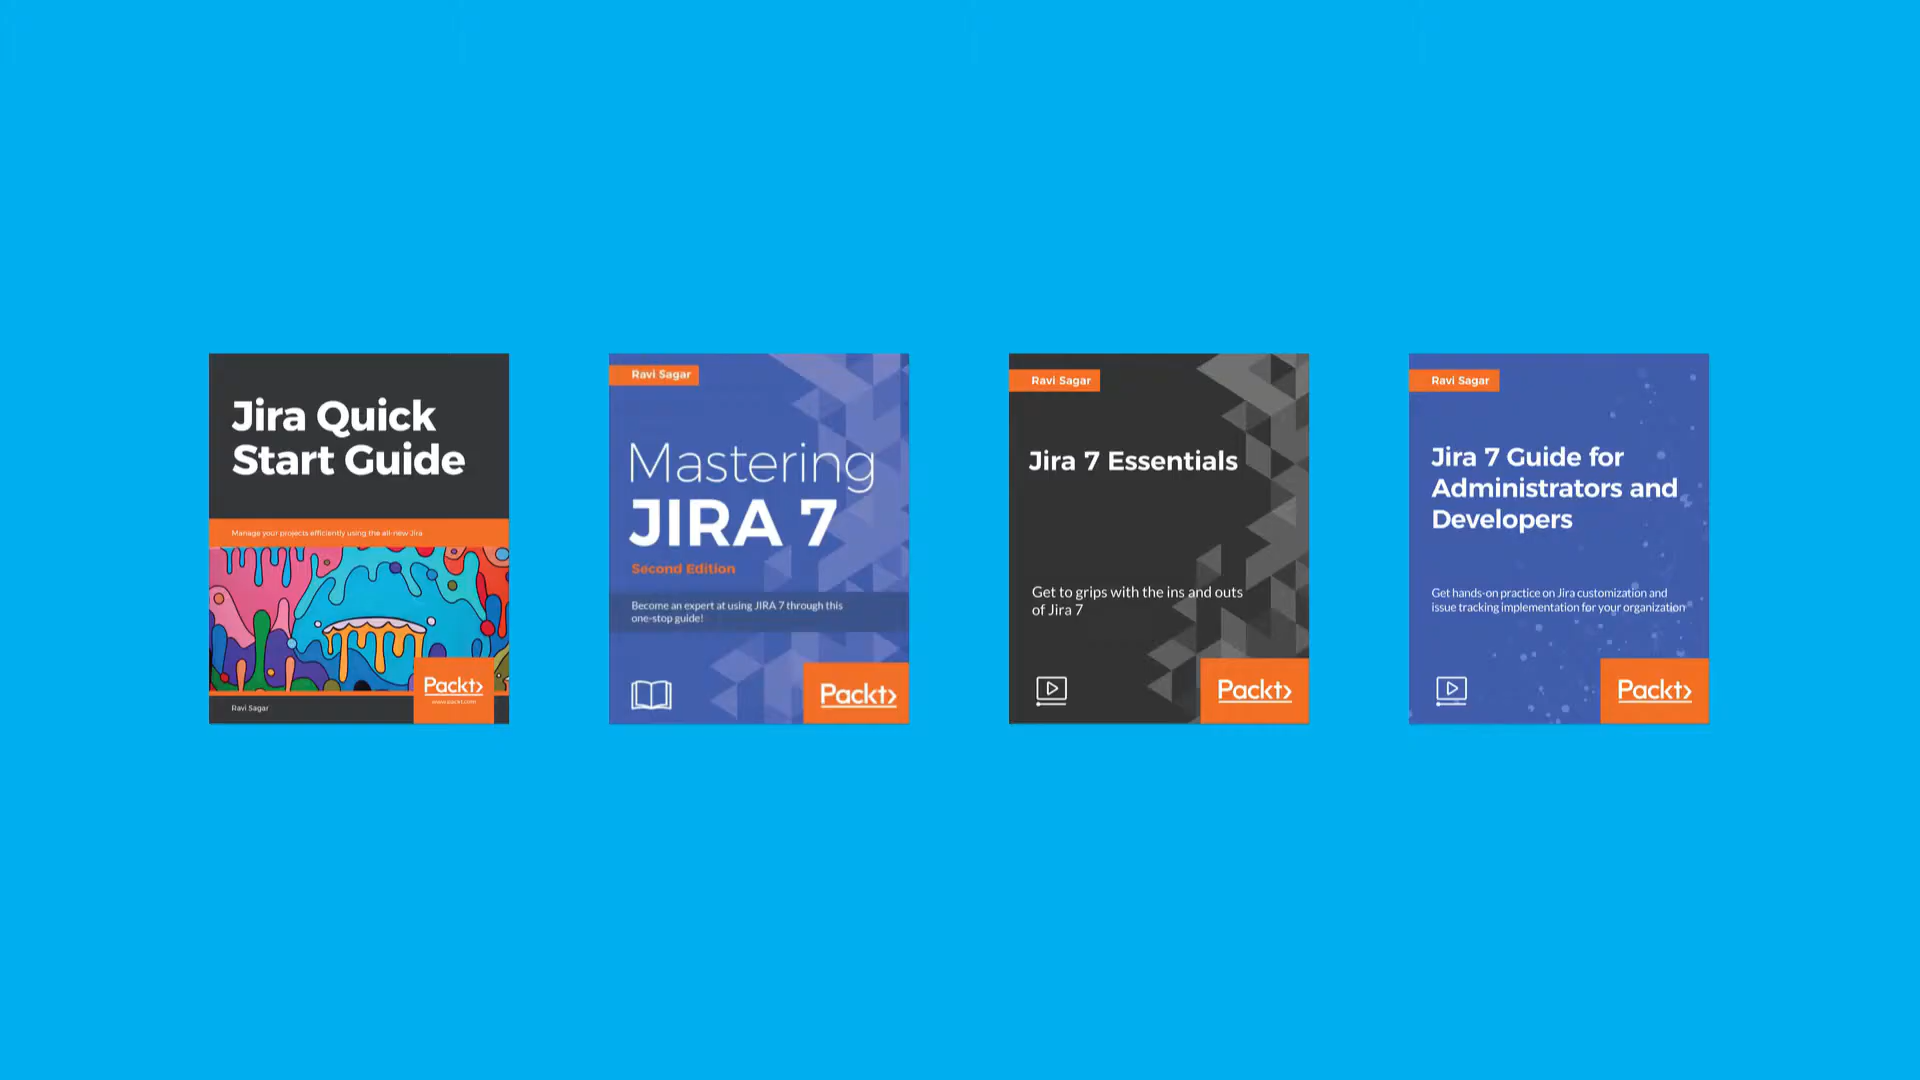 Jira Quick
Start Guide
Manage your projects efficiently using the all-new Jira
Packt>
www.packt.com
Ravi Sagar
Ravi Sagar
Mastering
JIRA 7
Second Edition
Become an expert at using JIRA 7 through this
one-stop guide!
Packt>
Ravi Sagar
Jira 7 Essentials
Get to grips with the ins and outs
of Jira 7
Packt>
Ravi Sagar
Jira 7 Guide for
Administrators and
Developers
Get hands-on practice on Jira customization and
issue tracking implementation for your organization
Packt>